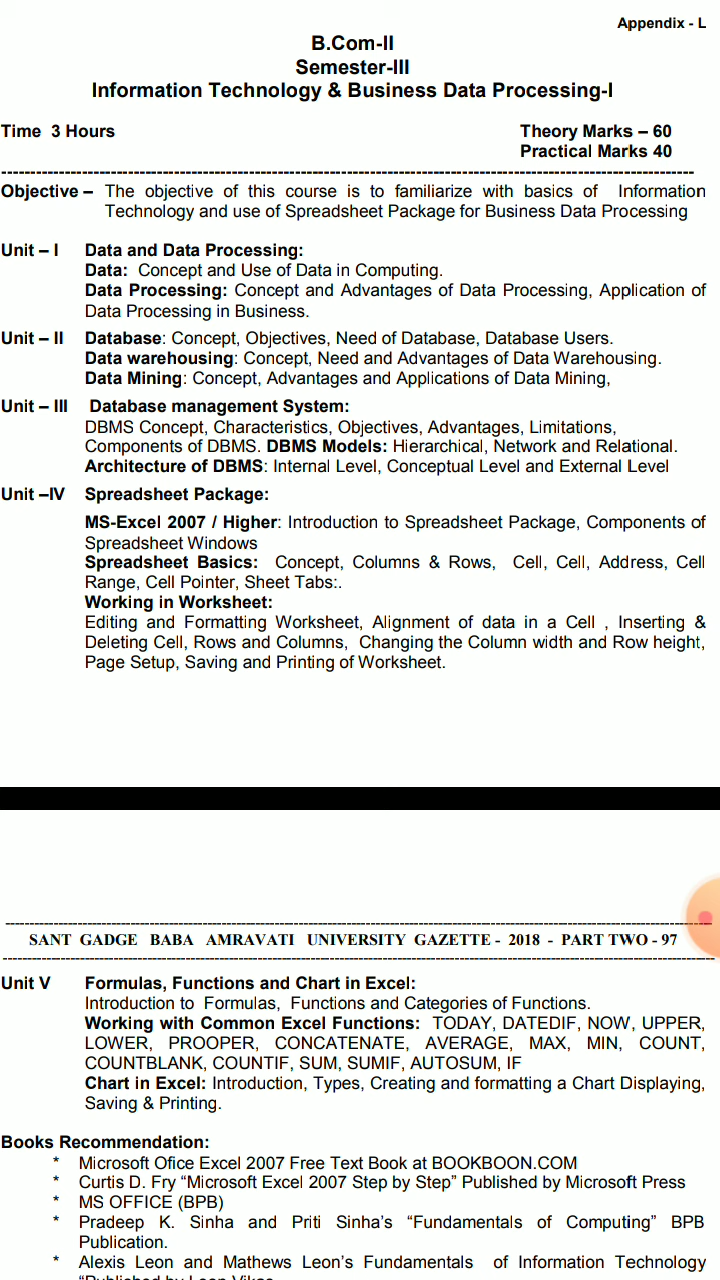 Appendix - L
B.Com-II
Semester-III
Information Technology & Business Data Processing-I
Time 3 Hours Theory Marks – 60
Practical Marks 40
Objective – The objective of this course is to familiarize with basics of Information
Technology and use of Spreadsheet Package for Business Data Processing
Unit – I Data and Data Processing:
Data: Concept and Use of Data in Computing.
Data Processing: Concept and Advantages of Data Processing, Application of
Data Processing in Business.
Unit – II Database: Concept, Objectives, Need of Database, Database Users.
Data warehousing: Concept, Need and Advantages of Data Warehousing.
Data Mining: Concept, Advantages and Applications of Data Mining,
Unit – III Database management System:
DBMS Concept, Characteristics, Objectives, Advantages, Limitations,
Components of DBMS. DBMS Models: Hierarchical, Network and Relational.
Architecture of DBMS: Internal Level, Conceptual Level and External Level
Unit –IV Spreadsheet Package:
MS-Excel 2007 / Higher: Introduction to Spreadsheet Package, Components of
Spreadsheet Windows
Spreadsheet Basics: Concept, Columns & Rows, Cell, Cell, Address, Cell
Range, Cell Pointer, Sheet Tabs:.
Working in Worksheet:
Editing and Formatting Worksheet, Alignment of data in a Cell , Inserting &
Deleting Cell, Rows and Columns, Changing the Column width and Row height,
Page Setup, Saving and Printing of Worksheet.
SANT GADGE BABA AMRAVATI UNIVERSITY GAZETTE - 2018 - PART TWO - 97
Unit V Formulas, Functions and Chart in Excel:
Introduction to Formulas, Functions and Categories of Functions.
Working with Common Excel Functions: TODAY, DATEDIF, NOW, UPPER,
LOWER, PROOPER, CONCATENATE, AVERAGE, MAX, MIN, COUNT,
COUNTBLANK, COUNTIF, SUM, SUMIF, AUTOSUM, IF
Chart in Excel: Introduction, Types, Creating and formatting a Chart Displaying,
Saving & Printing.
Books Recommendation:
* Microsoft Ofice Excel 2007 Free Text Book at BOOKBOON.COM
* Curtis D. Fry “Microsoft Excel 2007 Step by Step” Published by Microsoft Press
* MS OFFICE (BPB)
* Pradeep K. Sinha and Priti Sinha’s “Fundamentals of Computing” BPB
Publication.
* Alexis Leon and Mathews Leon’s Fundamentals of Information Technology
“Published by Leon Vikas